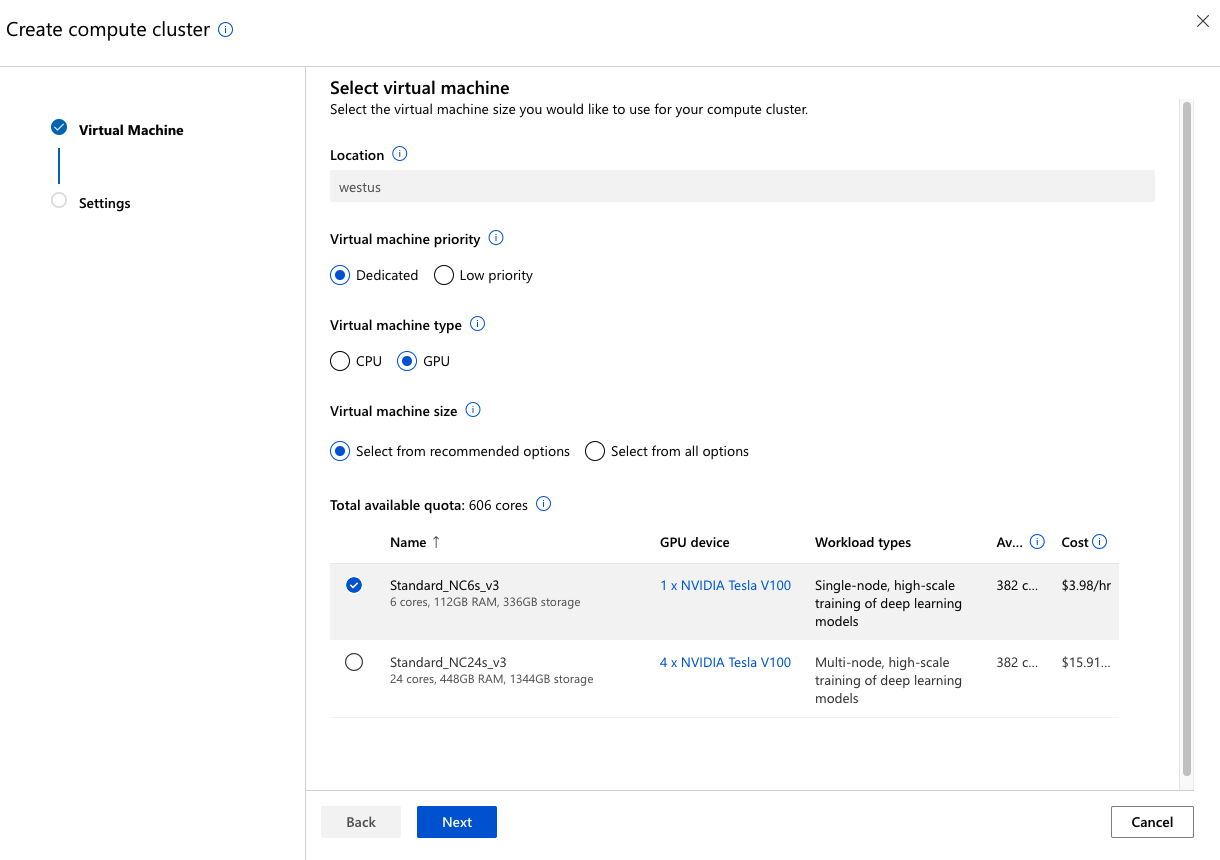 Create compute cluster
Virtual Machine
Settings
Select virtual machine
Select the virtual machine size you would like to use for your compute cluster.
Location
westus
Virtual machine priority
Dedicated Low priority
Virtual machine type
CPU GPU
Virtual machine size
Select from recommended options Select from all options
Total available quota: 606 cores
Name ↑ GPU device Workload types Av... Cost
Standard_NC6s_v3 1 x NVIDIA Tesla V100 Single-node, high-scale 382 c... $3.98/hr
6 cores, 112GB RAM, 336GB storage training of deep learning
models
Standard_NC24s_v3 4 x NVIDIA Tesla V100 Multi-node, high-scale 382 c... $15.91...
24 cores, 448GB RAM, 1344GB storage training of deep learning
models
Back Next Cancel